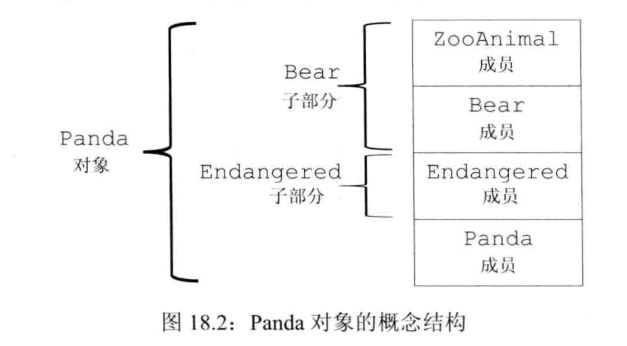 ZooAnimal
成员
Bear
子部分
Bear
成员
Panda
对象
Endangered
子部分
Endangered
成员
Panda
成员
图 18.2：Panda 对象的概念结构